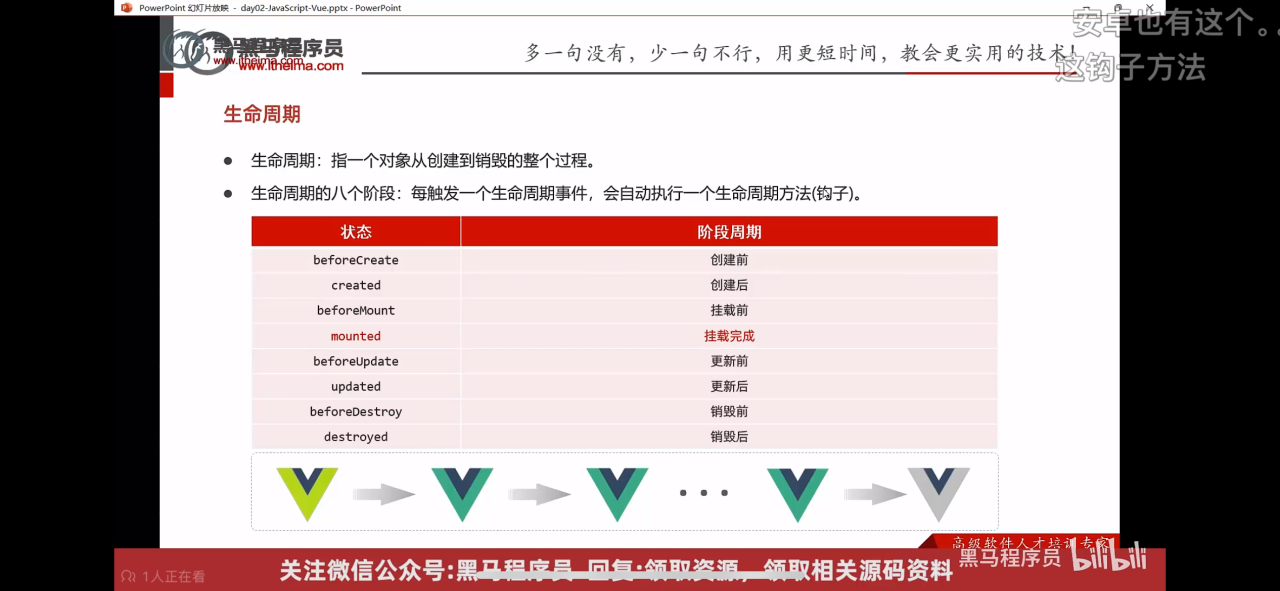 PowerPoint 幻灯片放映 - day02-JavaScript-Vue.pptx - PowerPoint
安卓也有这个。
这钩子方法
黑马程序员
www.itheima.com
多一句没有，少一句不行，用更短时间，教会更实用的技术！
生命周期
生命周期：指一个对象从创建到销毁的整个过程。
生命周期的八个阶段：每触发一个生命周期事件，会自动执行一个生命周期方法(钩子)。
状态 阶段周期
beforeCreate 创建前
created 创建后
beforeMount 挂载前
mounted 挂载完成
beforeUpdate 更新前
updated 更新后
beforeDestroy 销毁前
destroyed 销毁后
高级软件人才培训专家
黑马程序员 bilibili
1人正在看
关注微信公众号:黑马程序员 回复:领取资源，领取相关源码资料